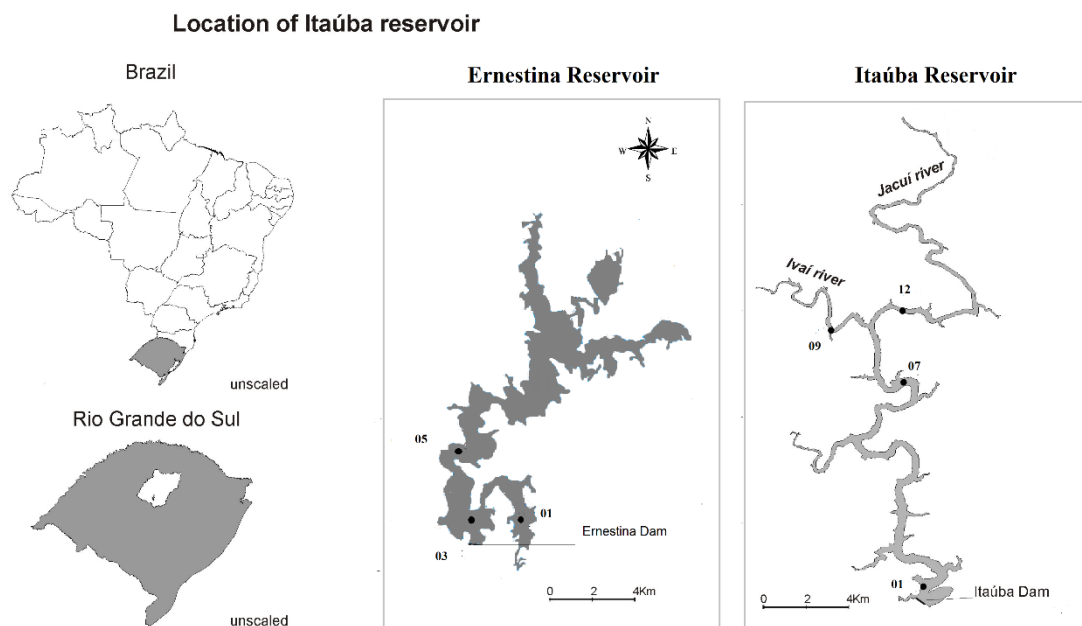 Location of Itaúba reservoir
Brazil
unscaled
Rio Grande do Sul
unscaled
Ernestina Reservoir
N
W E
S
05
01
Ernestina Dam
03
0 2 4Km
Itaúba Reservoir
Jacuí river
Ivaí river
12
09
07
01
Itaúba Dam
0 2 4Km